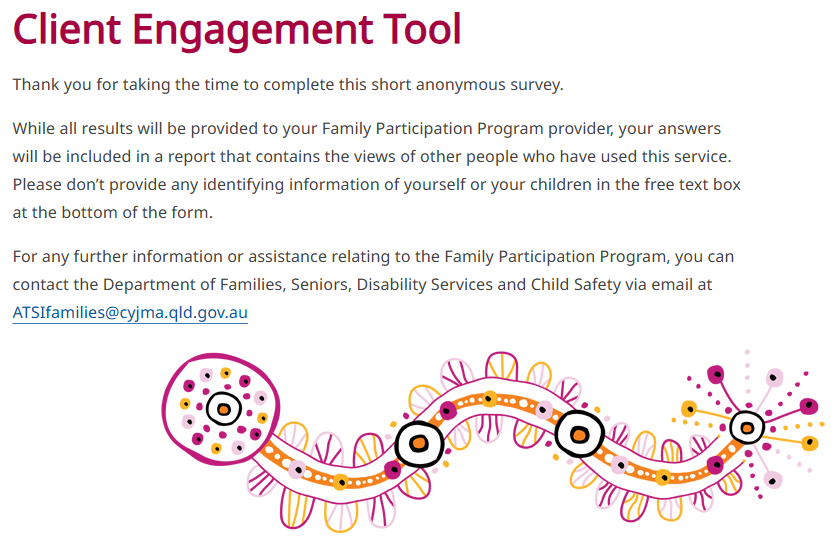 Client Engagement Tool
Thank you for taking the time to complete this short anonymous survey.
While all results will be provided to your Family Participation Program provider, your answers
will be included in a report that contains the views of other people who have used this service.
Please don’t provide any identifying information of yourself or your children in the free text box
at the bottom of the form.
For any further information or assistance relating to the Family Participation Program, you can
contact the Department of Families, Seniors, Disability Services and Child Safety via email at
ATSIfamilies@cyjma.qld.gov.au